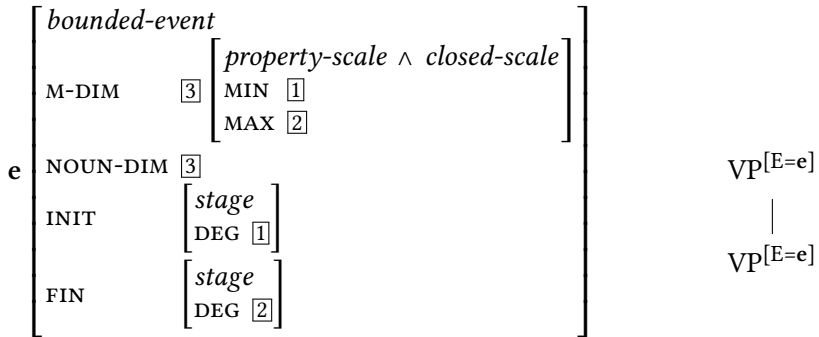 bounded-event
property-scale ∧ closed-scale
M-DIM 3 MIN 1
MAX 2
e NOUN-DIM 3 VP[E=e]
stage
INIT DEG 1
VP[E=e]
stage
FIN DEG 2